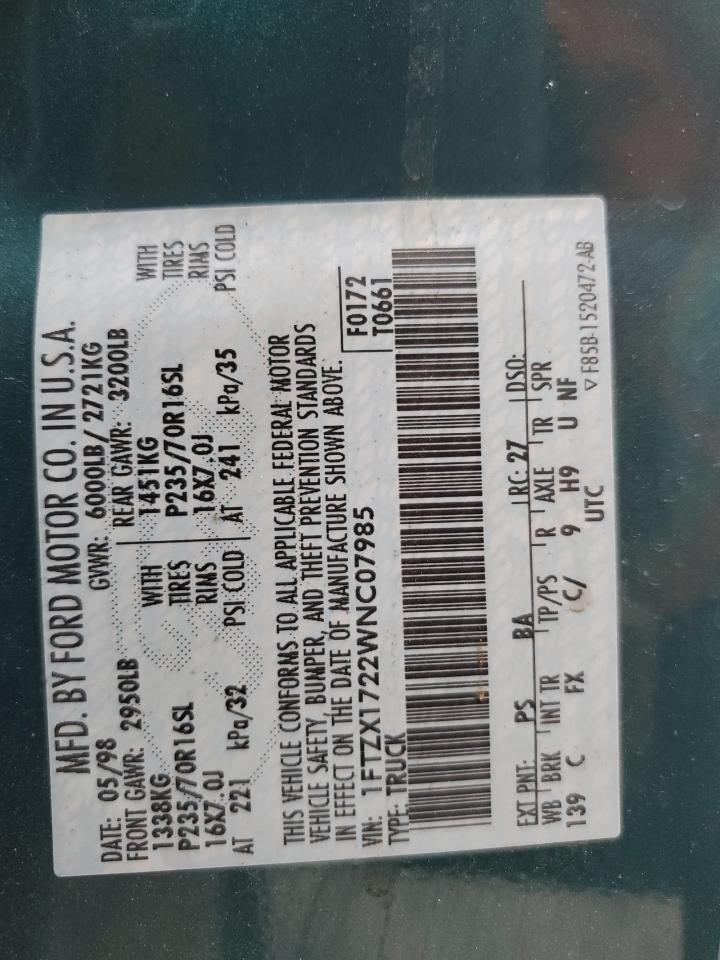 MFD. BY FORD MOTOR CO. IN U.S.A.
DATE: 05/98 GVWR: 6000LB/ 2721KG
FRONT GAWR: 2950LB REAR GAWR: 3200LB
1338KG WITH 1451KG WITH
P235/70R16SL TIRES P235/70R16SL TIRES
16X7.0J RIMS 16X7.0J RIMS
AT 221 kPa/32 PSI COLD AT 241 kPa/35 PSI COLD
THIS VEHICLE CONFORMS TO ALL APPLICABLE FEDERAL MOTOR
VEHICLE SAFETY, BUMPER, AND THEFT PREVENTION STANDARDS
IN EFFECT ON THE DATE OF MANUFACTURE SHOWN ABOVE.
VIN: 1FTZX1722WNC07985 F0172
TYPE: TRUCK T0661
EXT PNT: PS BA RC: 27 DSO:
WB BRK INT TR TP/PS R AXLE TR SPR
139 C FX C/ 9 H9 U NF
UTC ▽ F85B-1520472-AB